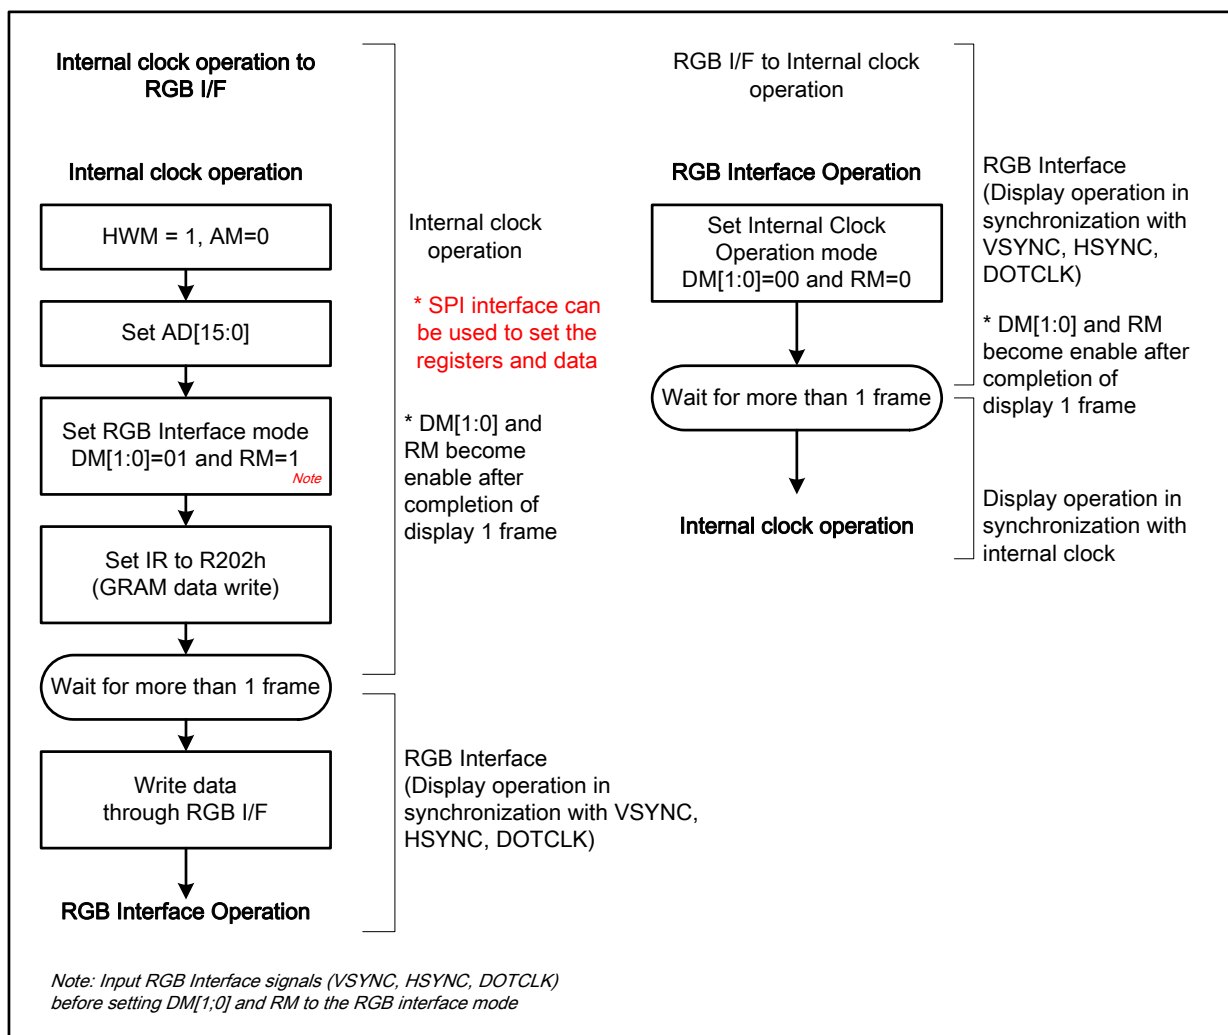 Internal clock operation to
RGB I/F
Internal clock operation
HWM = 1, AM=0
Set AD[15:0]
Set RGB Interface mode
DM[1:0]=01 and RM=1
Note
Set IR to R202h
(GRAM data write)
Wait for more than 1 frame
Write data
through RGB I/F
RGB Interface Operation
Internal clock
operation
* SPI interface can
be used to set the
registers and data
* DM[1:0] and
RM become
enable after
completion of
display 1 frame
RGB Interface
(Display operation in
synchronization with VSYNC,
HSYNC, DOTCLK)
RGB I/F to Internal clock
operation
RGB Interface Operation
Set Internal Clock
Operation mode
DM[1:0]=00 and RM=0
Wait for more than 1 frame
Internal clock operation
RGB Interface
(Display operation in
synchronization with
VSYNC, HSYNC,
DOTCLK)
* DM[1:0] and RM
become enable after
completion of
display 1 frame
Display operation in
synchronization with
internal clock
Note: Input RGB Interface signals (VSYNC, HSYNC, DOTCLK)
before setting DM[1;0] and RM to the RGB interface mode